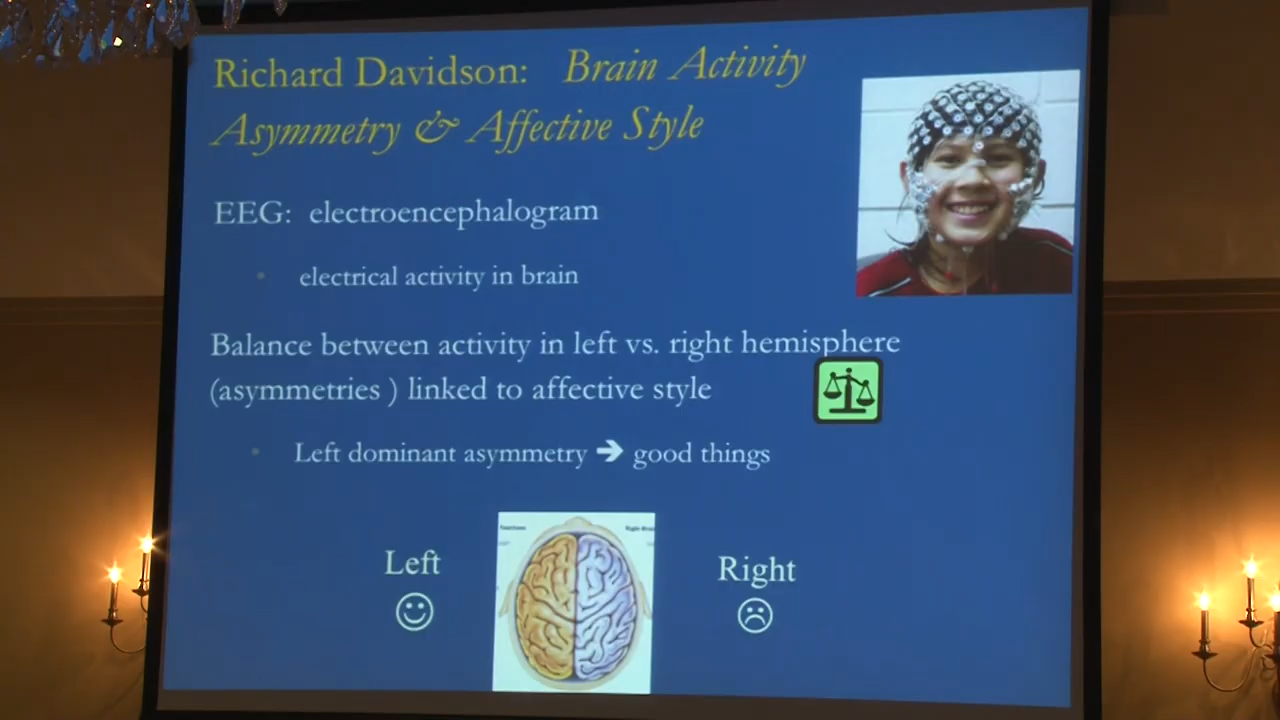 Richard Davidson: Brain Activity
Asymmetry & Affective Style
EEG: electroencephalogram
electrical activity in brain
Balance between activity in left vs. right hemisphere
(asymmetries ) linked to affective style
Left dominant asymmetry ➔ good things
Left
Right